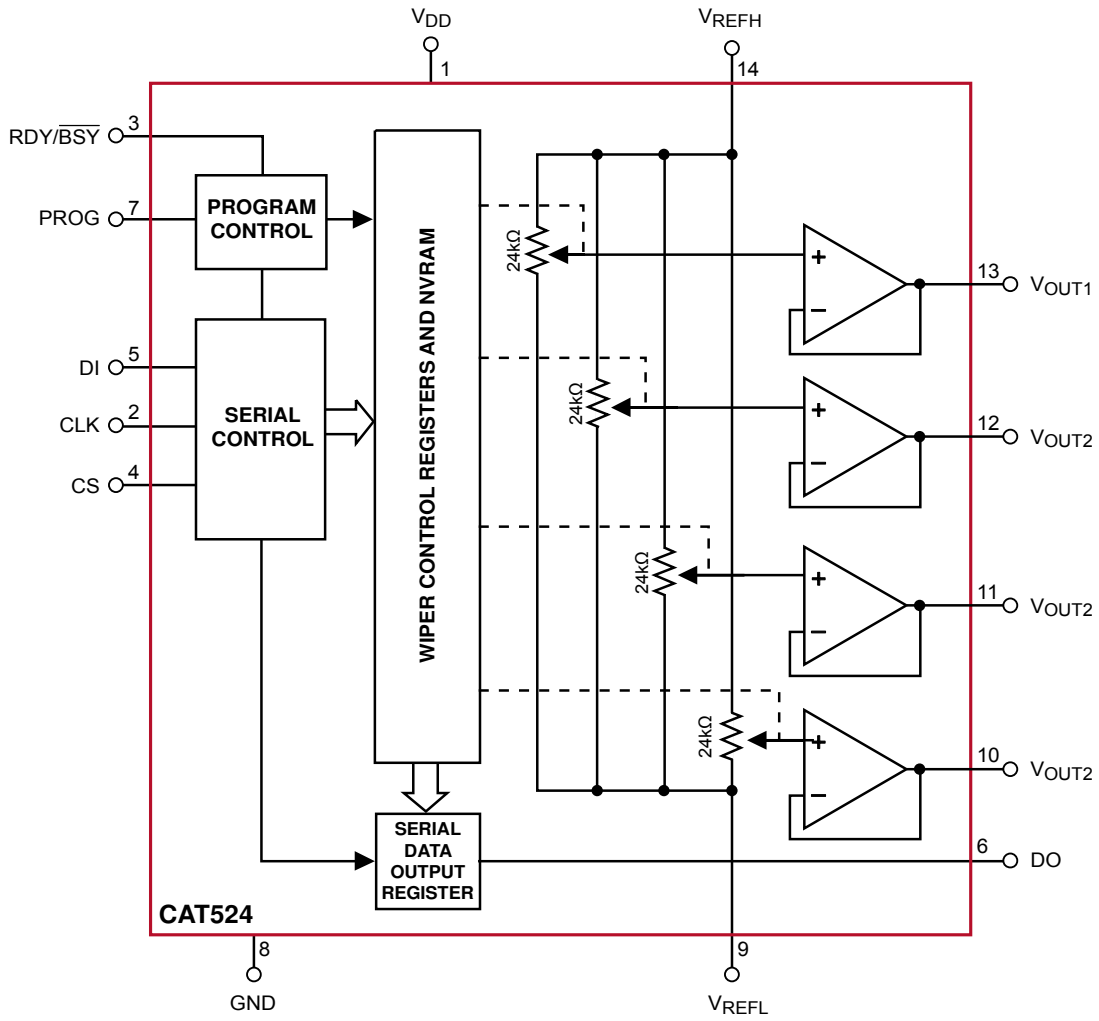 VDD
VREFH
1
14
RDY/BSY
3
PROG
7
PROGRAM
CONTROL
DI
5
CLK
2
CS
4
SERIAL
CONTROL
WIPER CONTROL REGISTERS AND NVRAM
24kΩ
24kΩ
24kΩ
24kΩ
+
−
13
VOUT1
+
−
12
VOUT2
+
−
11
VOUT2
+
−
10
VOUT2
SERIAL
DATA
OUTPUT
REGISTER
6
DO
CAT524
8
GND
9
VREFL